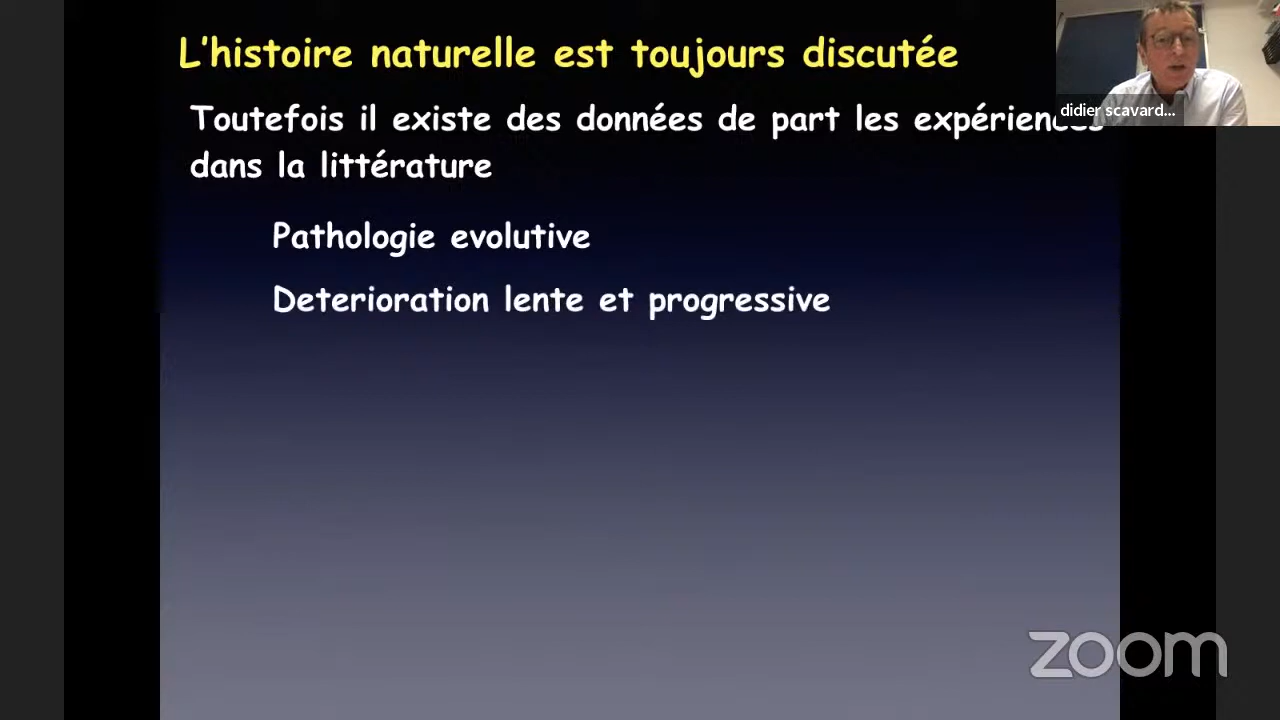 L'histoire naturelle est toujours discutée
Toutefois il existe des données de part les expériences
dans la littérature
Pathologie evolutive
Deterioration lente et progressive
didier scavard...
zoom